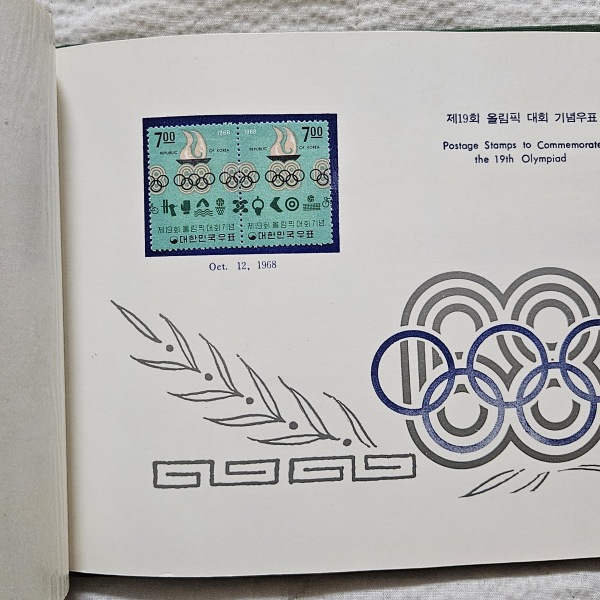 제19회 올림픽 대회 기념우표
Postage Stamps to Commemorate
the 19th Olympiad
7.00 1968 1968 7.00
REPUBLIC OF KOREA REPUBLIC OF KOREA
제19회올림픽대회기념 제19회올림픽대회기념
대한민국우표 대한민국우표
Oct. 12, 1968
68